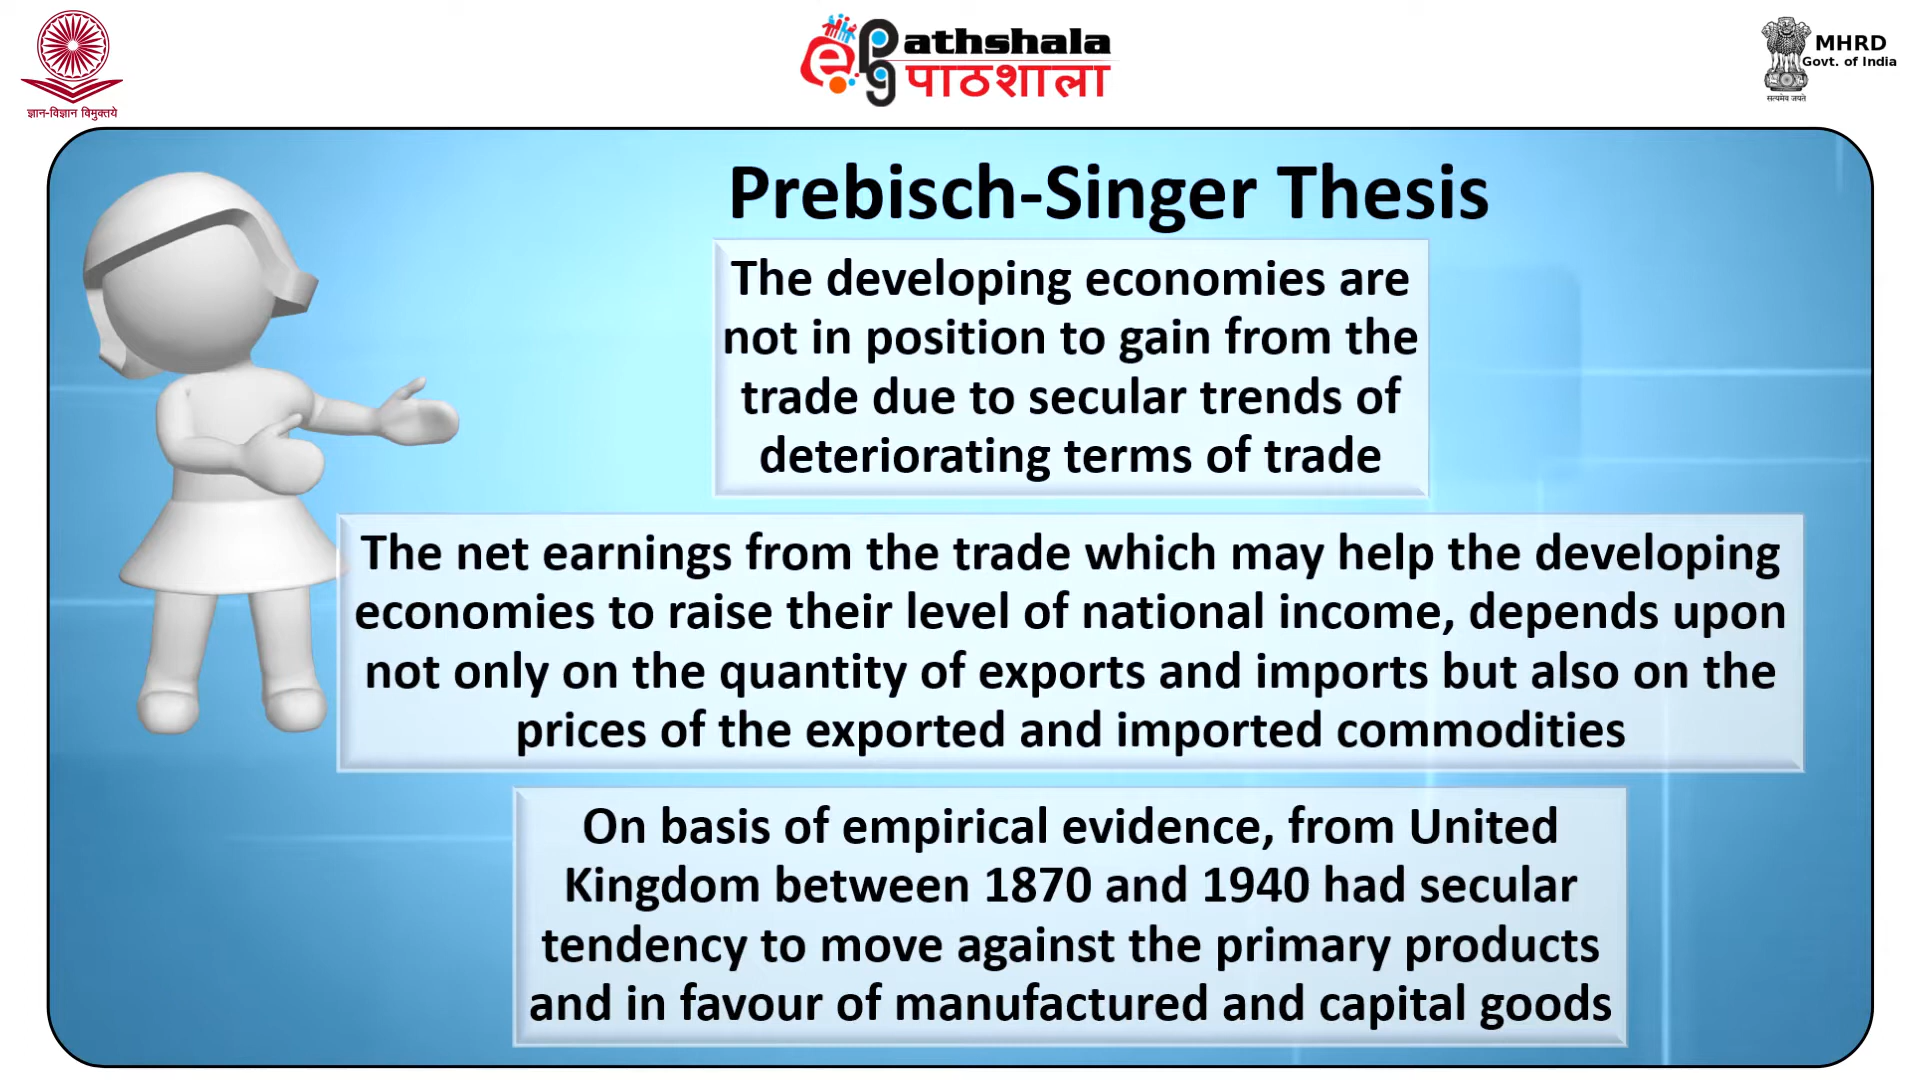 ज्ञान-विज्ञान विमुक्तये
e pg athshala
पाठशाला
MHRD
Govt. of India
सत्यमेव जयते
Prebisch-Singer Thesis
The developing economies are
not in position to gain from the
trade due to secular trends of
deteriorating terms of trade
The net earnings from the trade which may help the developing
economies to raise their level of national income, depends upon
not only on the quantity of exports and imports but also on the
prices of the exported and imported commodities
On basis of empirical evidence, from United
Kingdom between 1870 and 1940 had secular
tendency to move against the primary products
and in favour of manufactured and capital goods